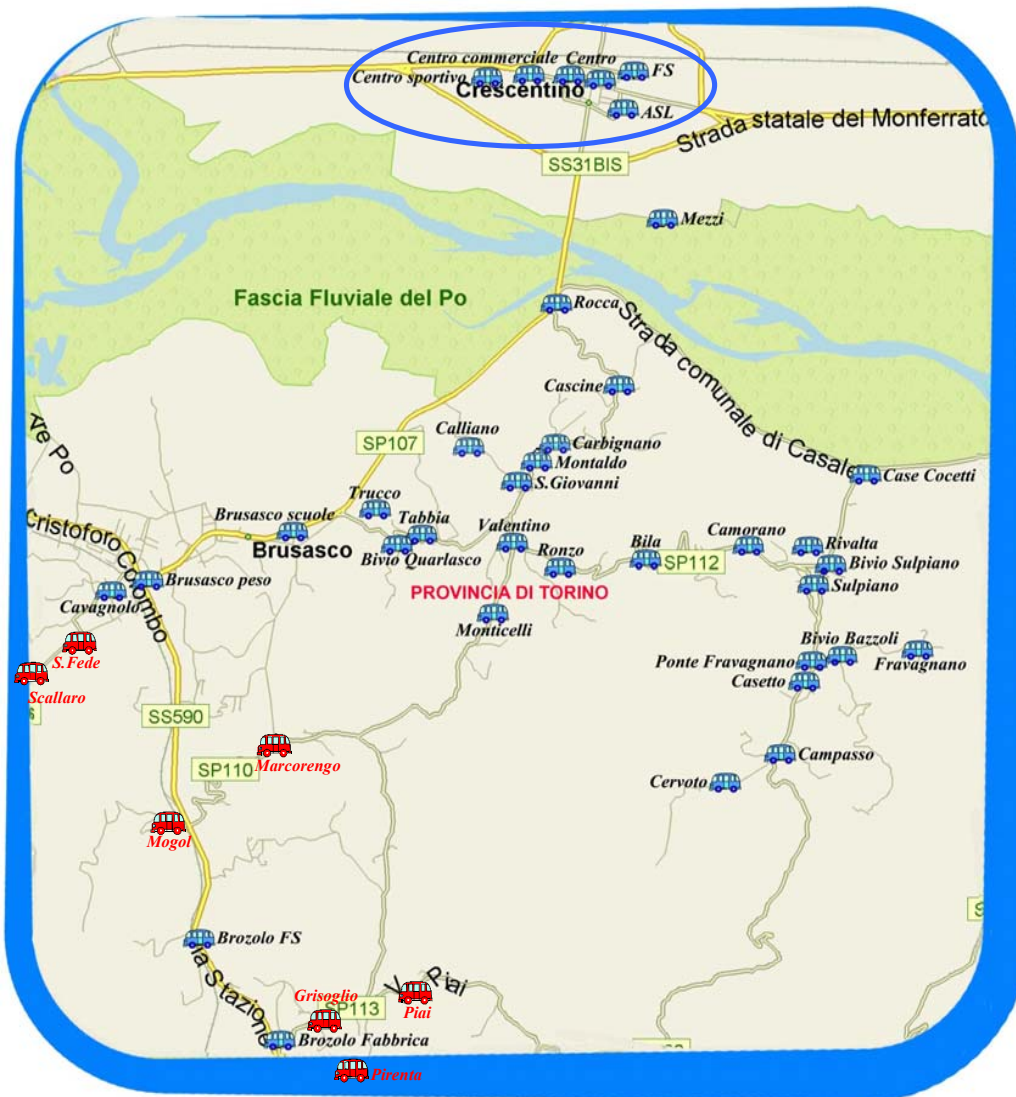 Centro commerciale
Centro
Centro sportivo
FS
Crescentino
ASL
Strada statale del Monferrato
SS31BIS
Mezzi
Fascia Fluviale del Po
Rocca
Strada comunale di Casale
Cascine
Calliano
SP107
Carbignano
Montaldo
S.Giovanni
Case Cocetti
Trucco
Brusasco scuole
Tabbia
Valentino
Camorano
Rivalta
Cristoforo Colombo
Brusasco
Bivio Quarlasco
Ronzo
Bila
SP112
Bivio Sulpiano
Brusasco peso
Sulpiano
Cavagnolo
PROVINCIA DI TORINO
Monticelli
S.Fede
Bivio Bazzoli
Ponte Fravagnano
Fravagnano
Casetto
Scallaro
SS590
Marcorengo
SP110
Campasso
Cervoto
Mogol
Brozolo FS
Piai
Grisoglio
SP113
Piai
Brozolo Fabbrica
Pirenta